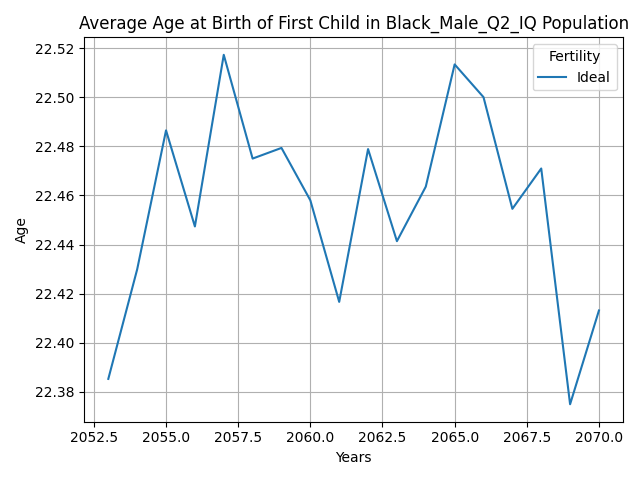 Average Age at Birth of First Child in Black_Male_Q2_IQ Population
22.52
22.50
22.48
22.46
22.44
22.42
22.40
22.38
Age
Fertility
Ideal
2052.5 2055.0 2057.5 2060.0 2062.5 2065.0 2067.5 2070.0
Years